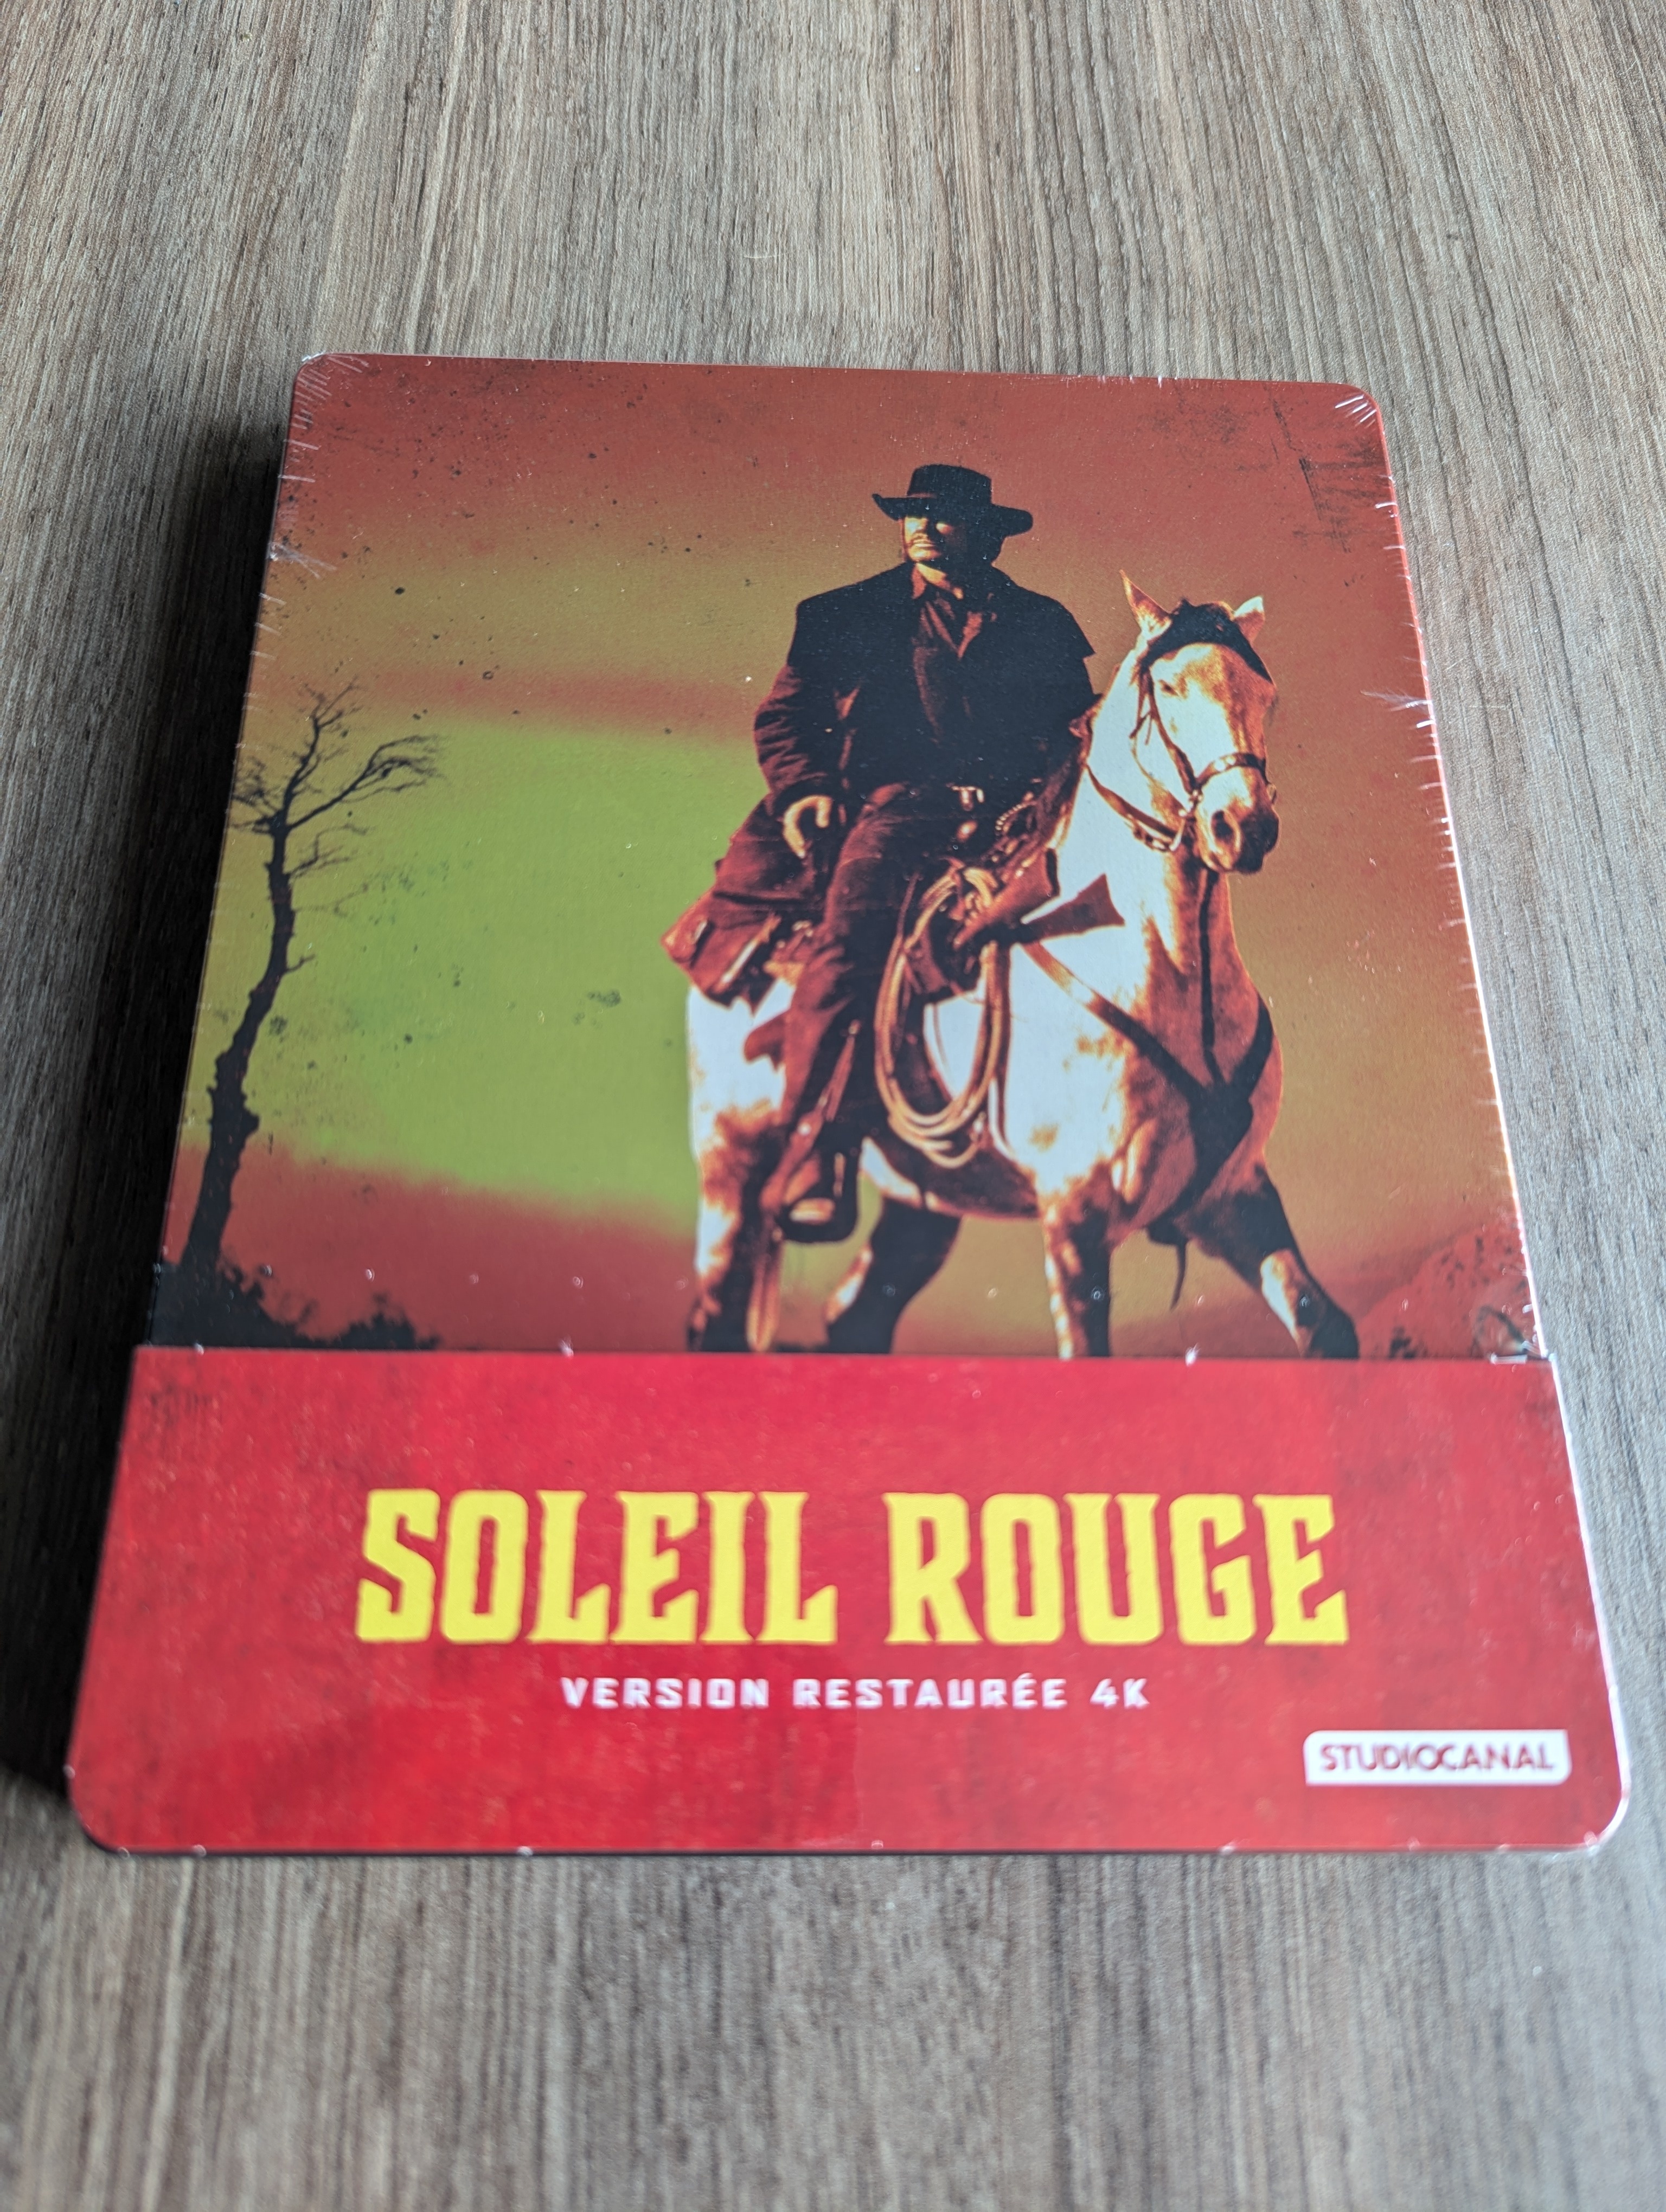 SOLEIL ROUGE
VERSION RESTAURÉE 4K
STUDIOCANAL